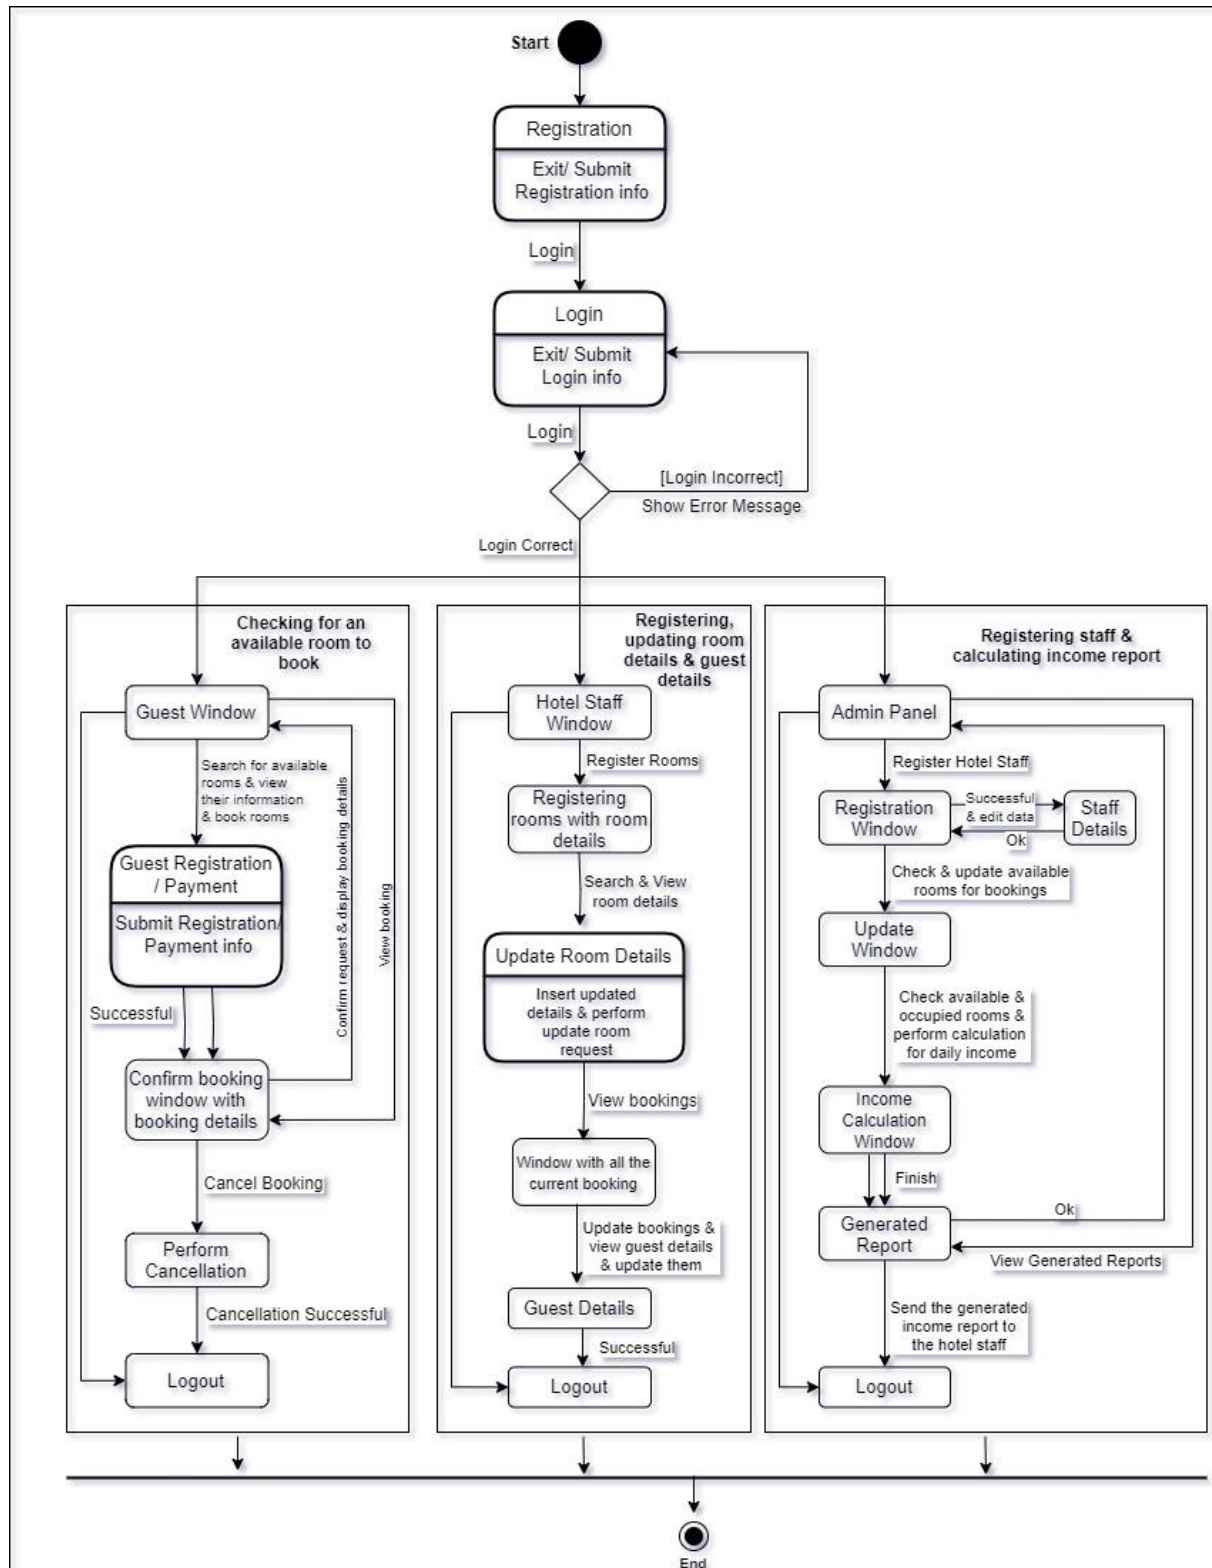 Start
Registration
Exit/ Submit
Registration info
Login
Login
Exit/ Submit
Login info
Login
[Login Incorrect]
Show Error Message
Login Correct
Checking for an
available room to
book
Guest Window
Search for available
rooms & view
their information
& book rooms
Guest Registration
/ Payment
Submit Registration/
Payment info
Successful
Confirm request & display booking details
View booking
Confirm booking
window with
booking details
Cancel Booking
Perform
Cancellation
Cancellation Successful
Logout
Registering,
updating room
details & guest
details
Hotel Staff
Window
Register Rooms
Registering
rooms with room
details
Search & View
room details
Update Room Details
Insert updated
details & perform
update room
request
View bookings
Window with all the
current booking
Update bookings &
view guest details
& update them
Guest Details
Successful
Logout
Registering staff &
calculating income report
Admin Panel
Register Hotel Staff
Registration
Window
Successful
& edit data
Ok
Staff
Details
Check & update available
rooms for bookings
Update
Window
Check available &
occupied rooms &
perform calculation
for daily income
Income
Calculation
Window
Finish
Generated
Report
Ok
View Generated Reports
Send the generated
income report to
the hotel staff
Logout
End